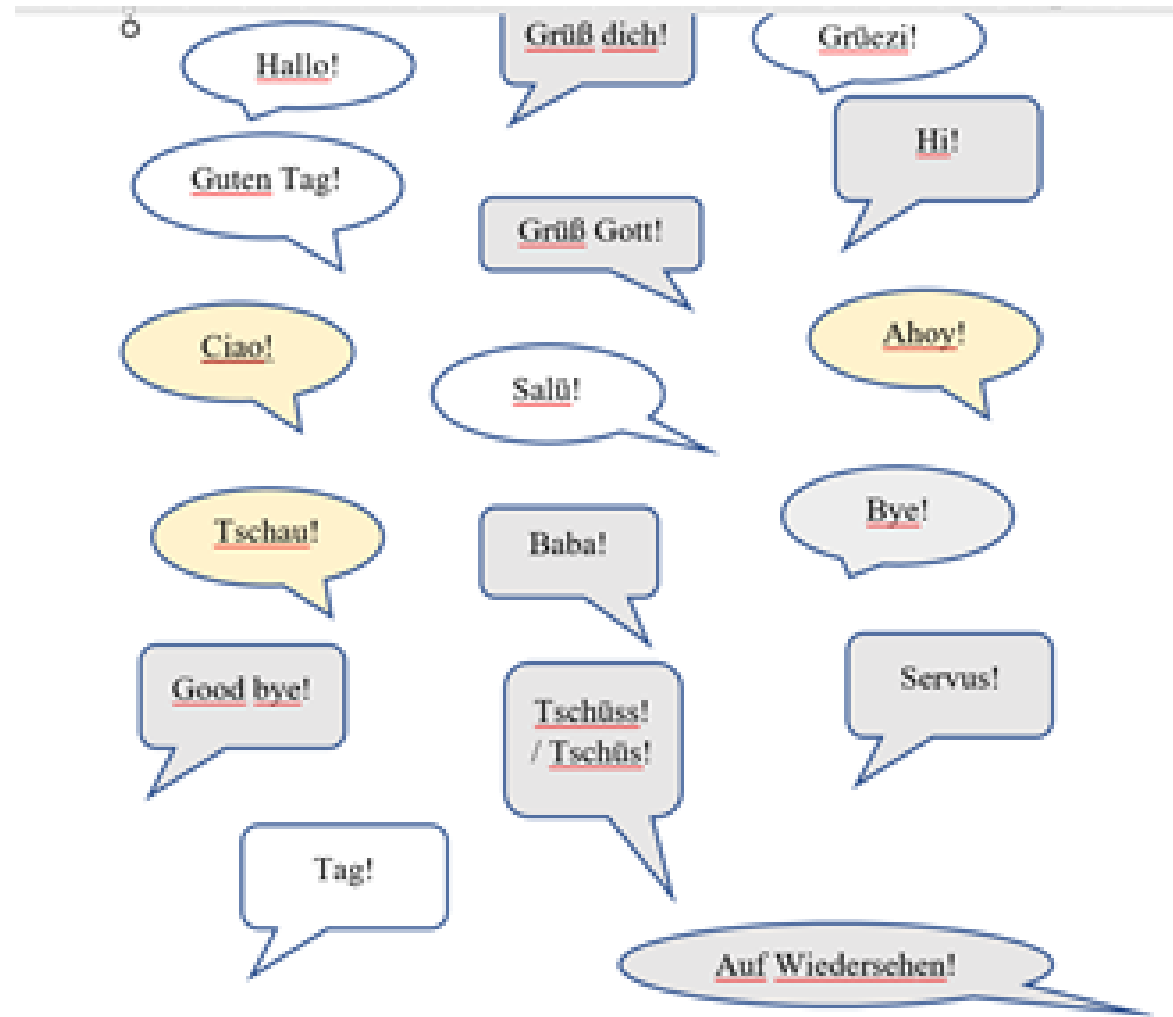 Hallo!
Grüß dich!
Grüezi!
Hi!
Guten Tag!
Grüß Gott!
Ciao!
Ahoy!
Salü!
Tschau!
Baba!
Bye!
Good bye!
Tschüss!
/ Tschüs!
Servus!
Tag!
Auf Wiedersehen!